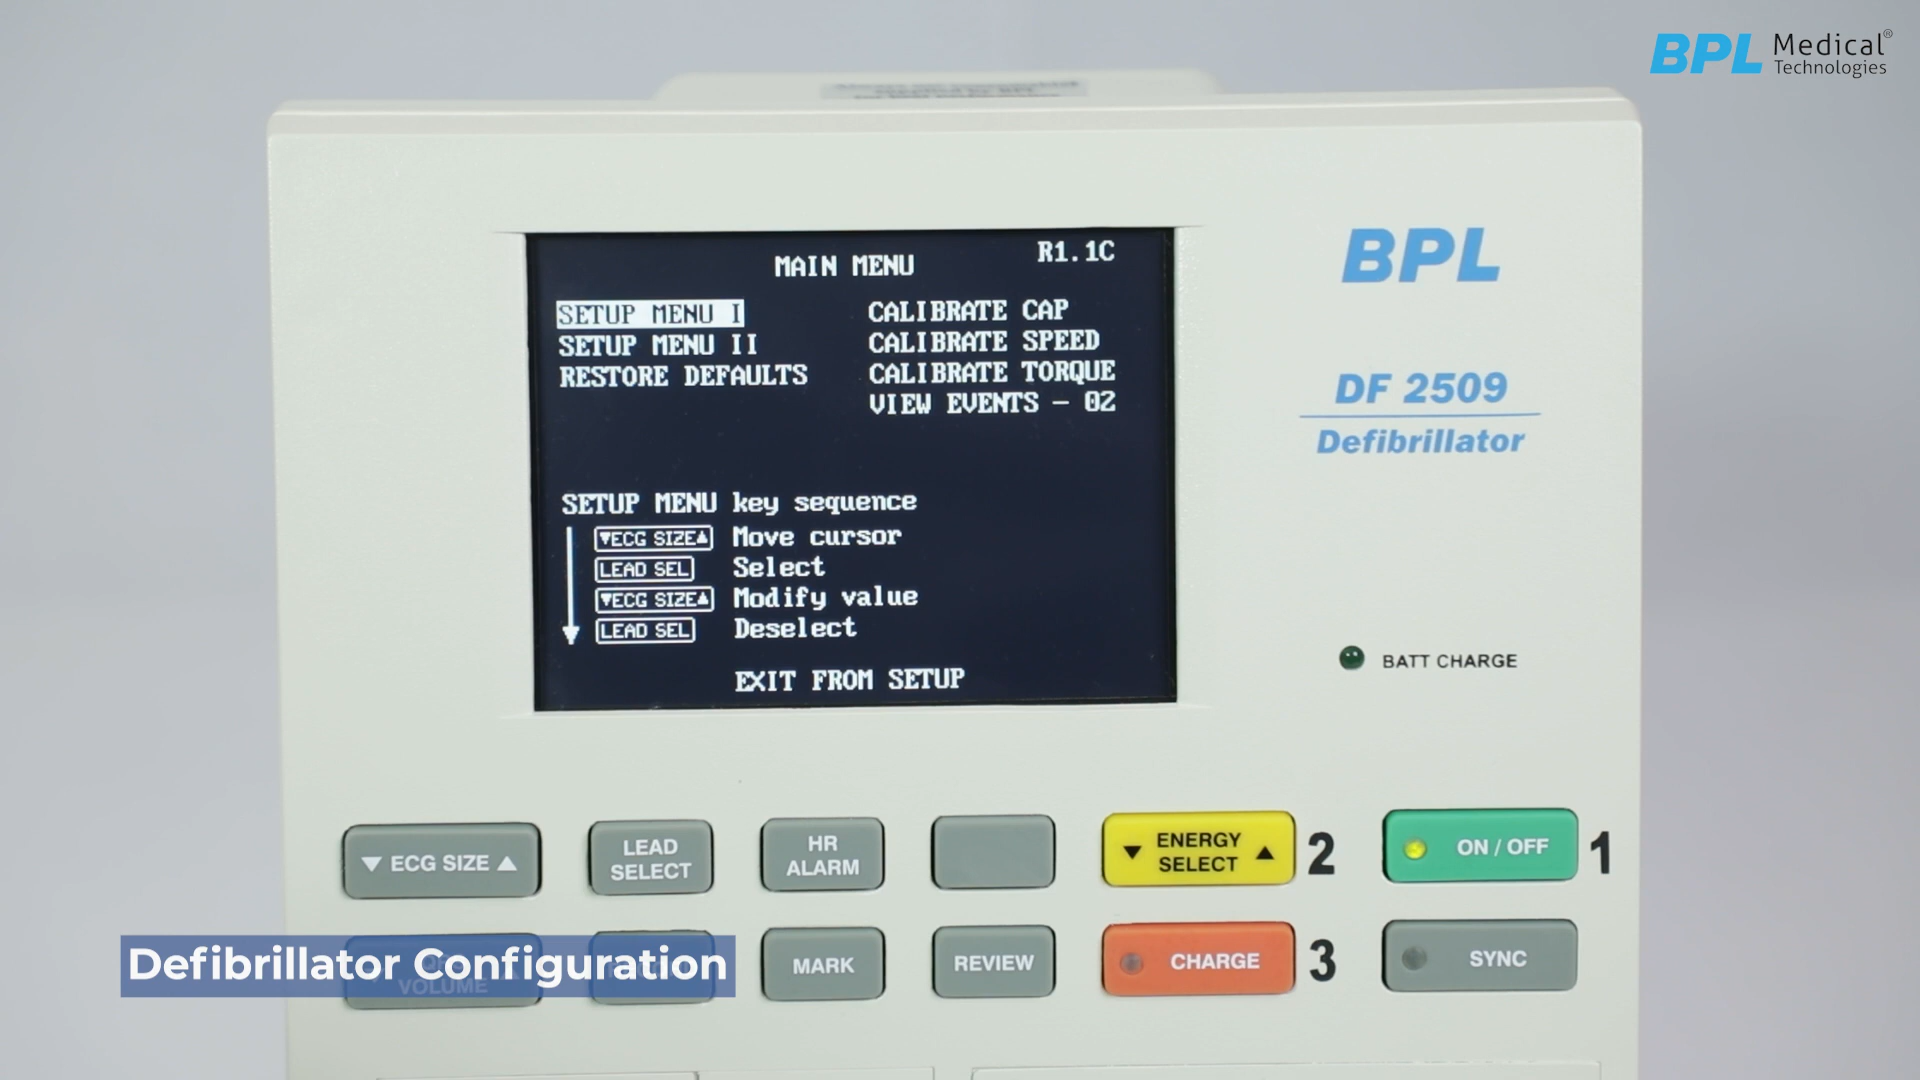 BPL Medical®
Technologies
BPL
DF 2509
Defibrillator
MAIN MENU R1.1C
SETUP MENU I CALIBRATE CAP
SETUP MENU II CALIBRATE SPEED
RESTORE DEFAULTS CALIBRATE TORQUE
VIEW EVENTS - 02
SETUP MENU key sequence
▼ECG SIZE▲ Move cursor
LEAD SEL Select
▼ECG SIZE▲ Modify value
LEAD SEL Deselect
EXIT FROM SETUP
BATT CHARGE
▼ ECG SIZE ▲
LEAD
SELECT
HR
ALARM
▼ ENERGY
SELECT ▲
2
ON / OFF
1
VOLUME
MARK
REVIEW
CHARGE
3
SYNC
Defibrillator Configuration